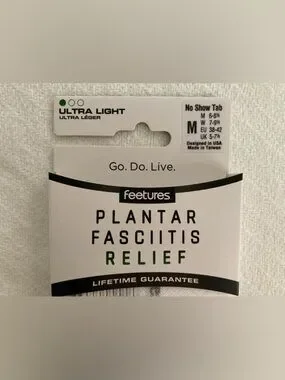 ULTRA LIGHT
ULTRA LÉGER
No Show Tab
M
M 6-8½
W 7-9½
EU 38-42
UK 5-7½
Designed in USA
Made in Taiwan
Go. Do. Live.
feetures
PLANTAR
FASCIITIS
RELIEF
LIFETIME GUARANTEE